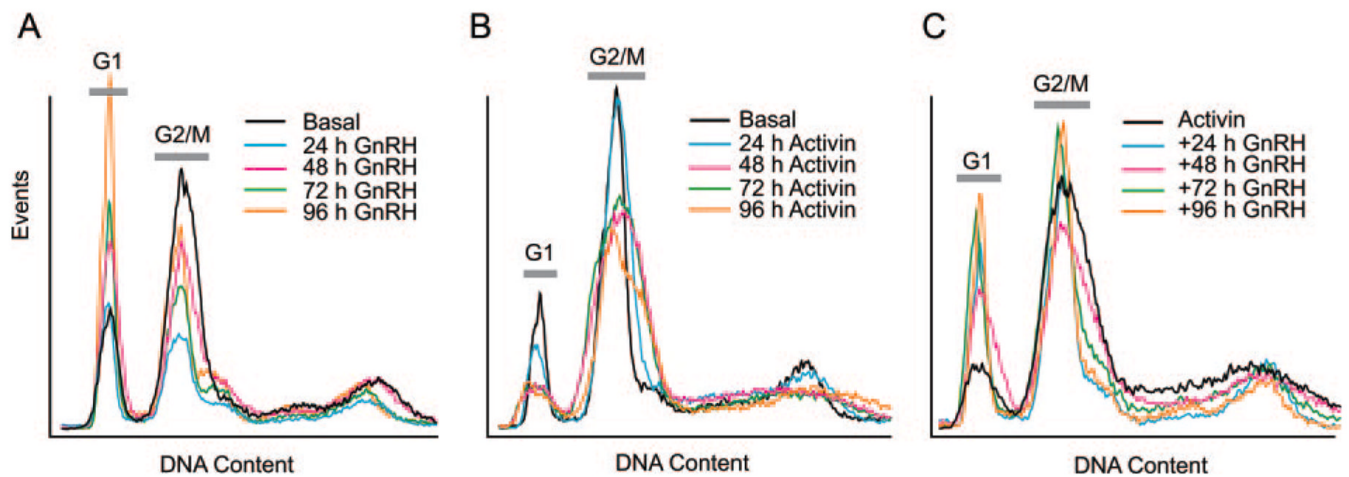 A
G1
G2/M
Basal
24 h GnRH
48 h GnRH
72 h GnRH
96 h GnRH
Events
DNA Content
B
G2/M
G1
Basal
24 h Activin
48 h Activin
72 h Activin
96 h Activin
DNA Content
C
G2/M
G1
Activin
+24 h GnRH
+48 h GnRH
+72 h GnRH
+96 h GnRH
DNA Content